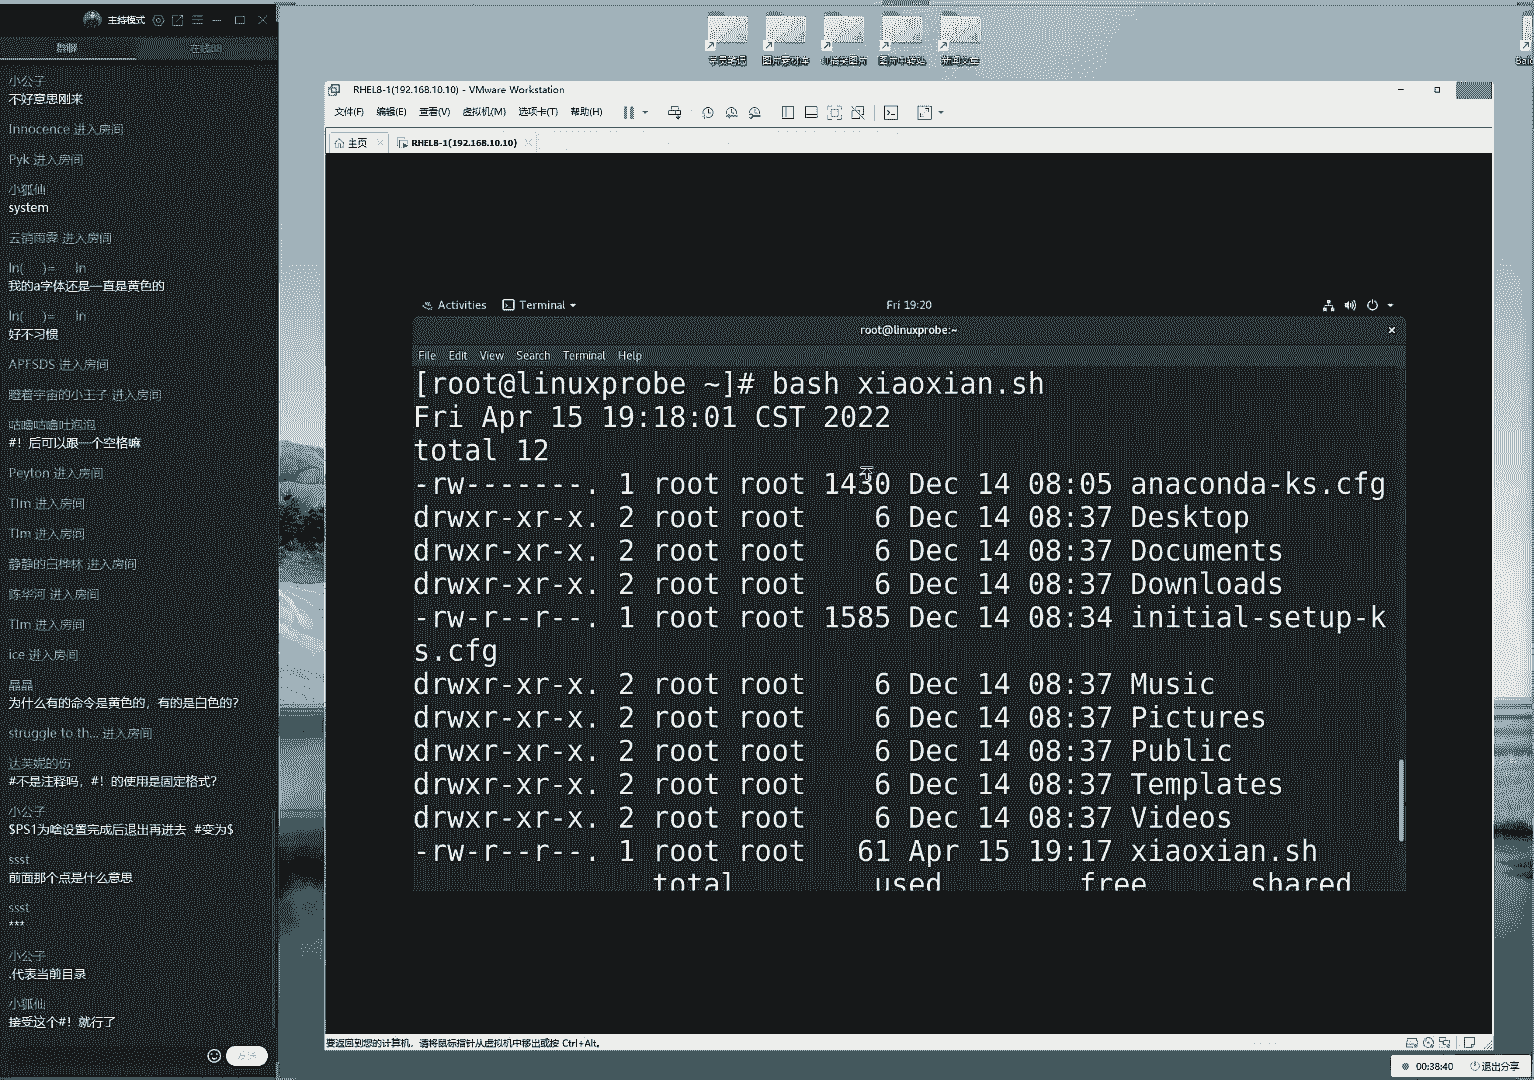 主持模式
群聊
在线80
小公子
不好意思刚来
Innocence 进入房间
Pyk 进入房间
小狐仙
system
云销雨霁 进入房间
ln( )= ln
我的a字体还是一直是黄色的
ln( )= ln
好不习惯
APFSDS 进入房间
瞪着宇宙的小王子 进入房间
咕噜咕噜吐泡泡
#！后可以跟一个空格嘛
Peyton 进入房间
TIm 进入房间
TIm 进入房间
静静的白桦林 进入房间
陈华河 进入房间
TIm 进入房间
ice 进入房间
晶晶
为什么有的命令是黄色的，有的是白色的?
struggle to th... 进入房间
达芙妮的伤
#不是注释吗，#！的使用是固定格式?
小公子
$PS1为啥设置完成后退出再进去 #变为$
ssst
前面那个点是什么意思
ssst
***
小公子
.代表当前目录
小狐仙
接受这个#！就行了
发送
图片素材库
IT搞笑图片
图片中转站
新闻文章
RHEL8-1(192.168.10.10) - VMware Workstation
文件(F) 编辑(E) 查看(V) 虚拟机(M) 选项卡(T) 帮助(H)
主页
RHEL8-1(192.168.10.10)
Activities Terminal Fri 19:20
root@linuxprobe:~
File Edit View Search Terminal Help
[root@linuxprobe ~]# bash xiaoxian.sh
Fri Apr 15 19:18:01 CST 2022
total 12
-rw-------. 1 root root 1430 Dec 14 08:05 anaconda-ks.cfg
drwxr-xr-x. 2 root root 6 Dec 14 08:37 Desktop
drwxr-xr-x. 2 root root 6 Dec 14 08:37 Documents
drwxr-xr-x. 2 root root 6 Dec 14 08:37 Downloads
-rw-r--r--. 1 root root 1585 Dec 14 08:34 initial-setup-k
s.cfg
drwxr-xr-x. 2 root root 6 Dec 14 08:37 Music
drwxr-xr-x. 2 root root 6 Dec 14 08:37 Pictures
drwxr-xr-x. 2 root root 6 Dec 14 08:37 Public
drwxr-xr-x. 2 root root 6 Dec 14 08:37 Templates
drwxr-xr-x. 2 root root 6 Dec 14 08:37 Videos
-rw-r--r--. 1 root root 61 Apr 15 19:17 xiaoxian.sh
total used free shared
要返回到您的计算机，请将鼠标指针从虚拟机中移出或按 Ctrl+Alt。
00:38:40 退出分享